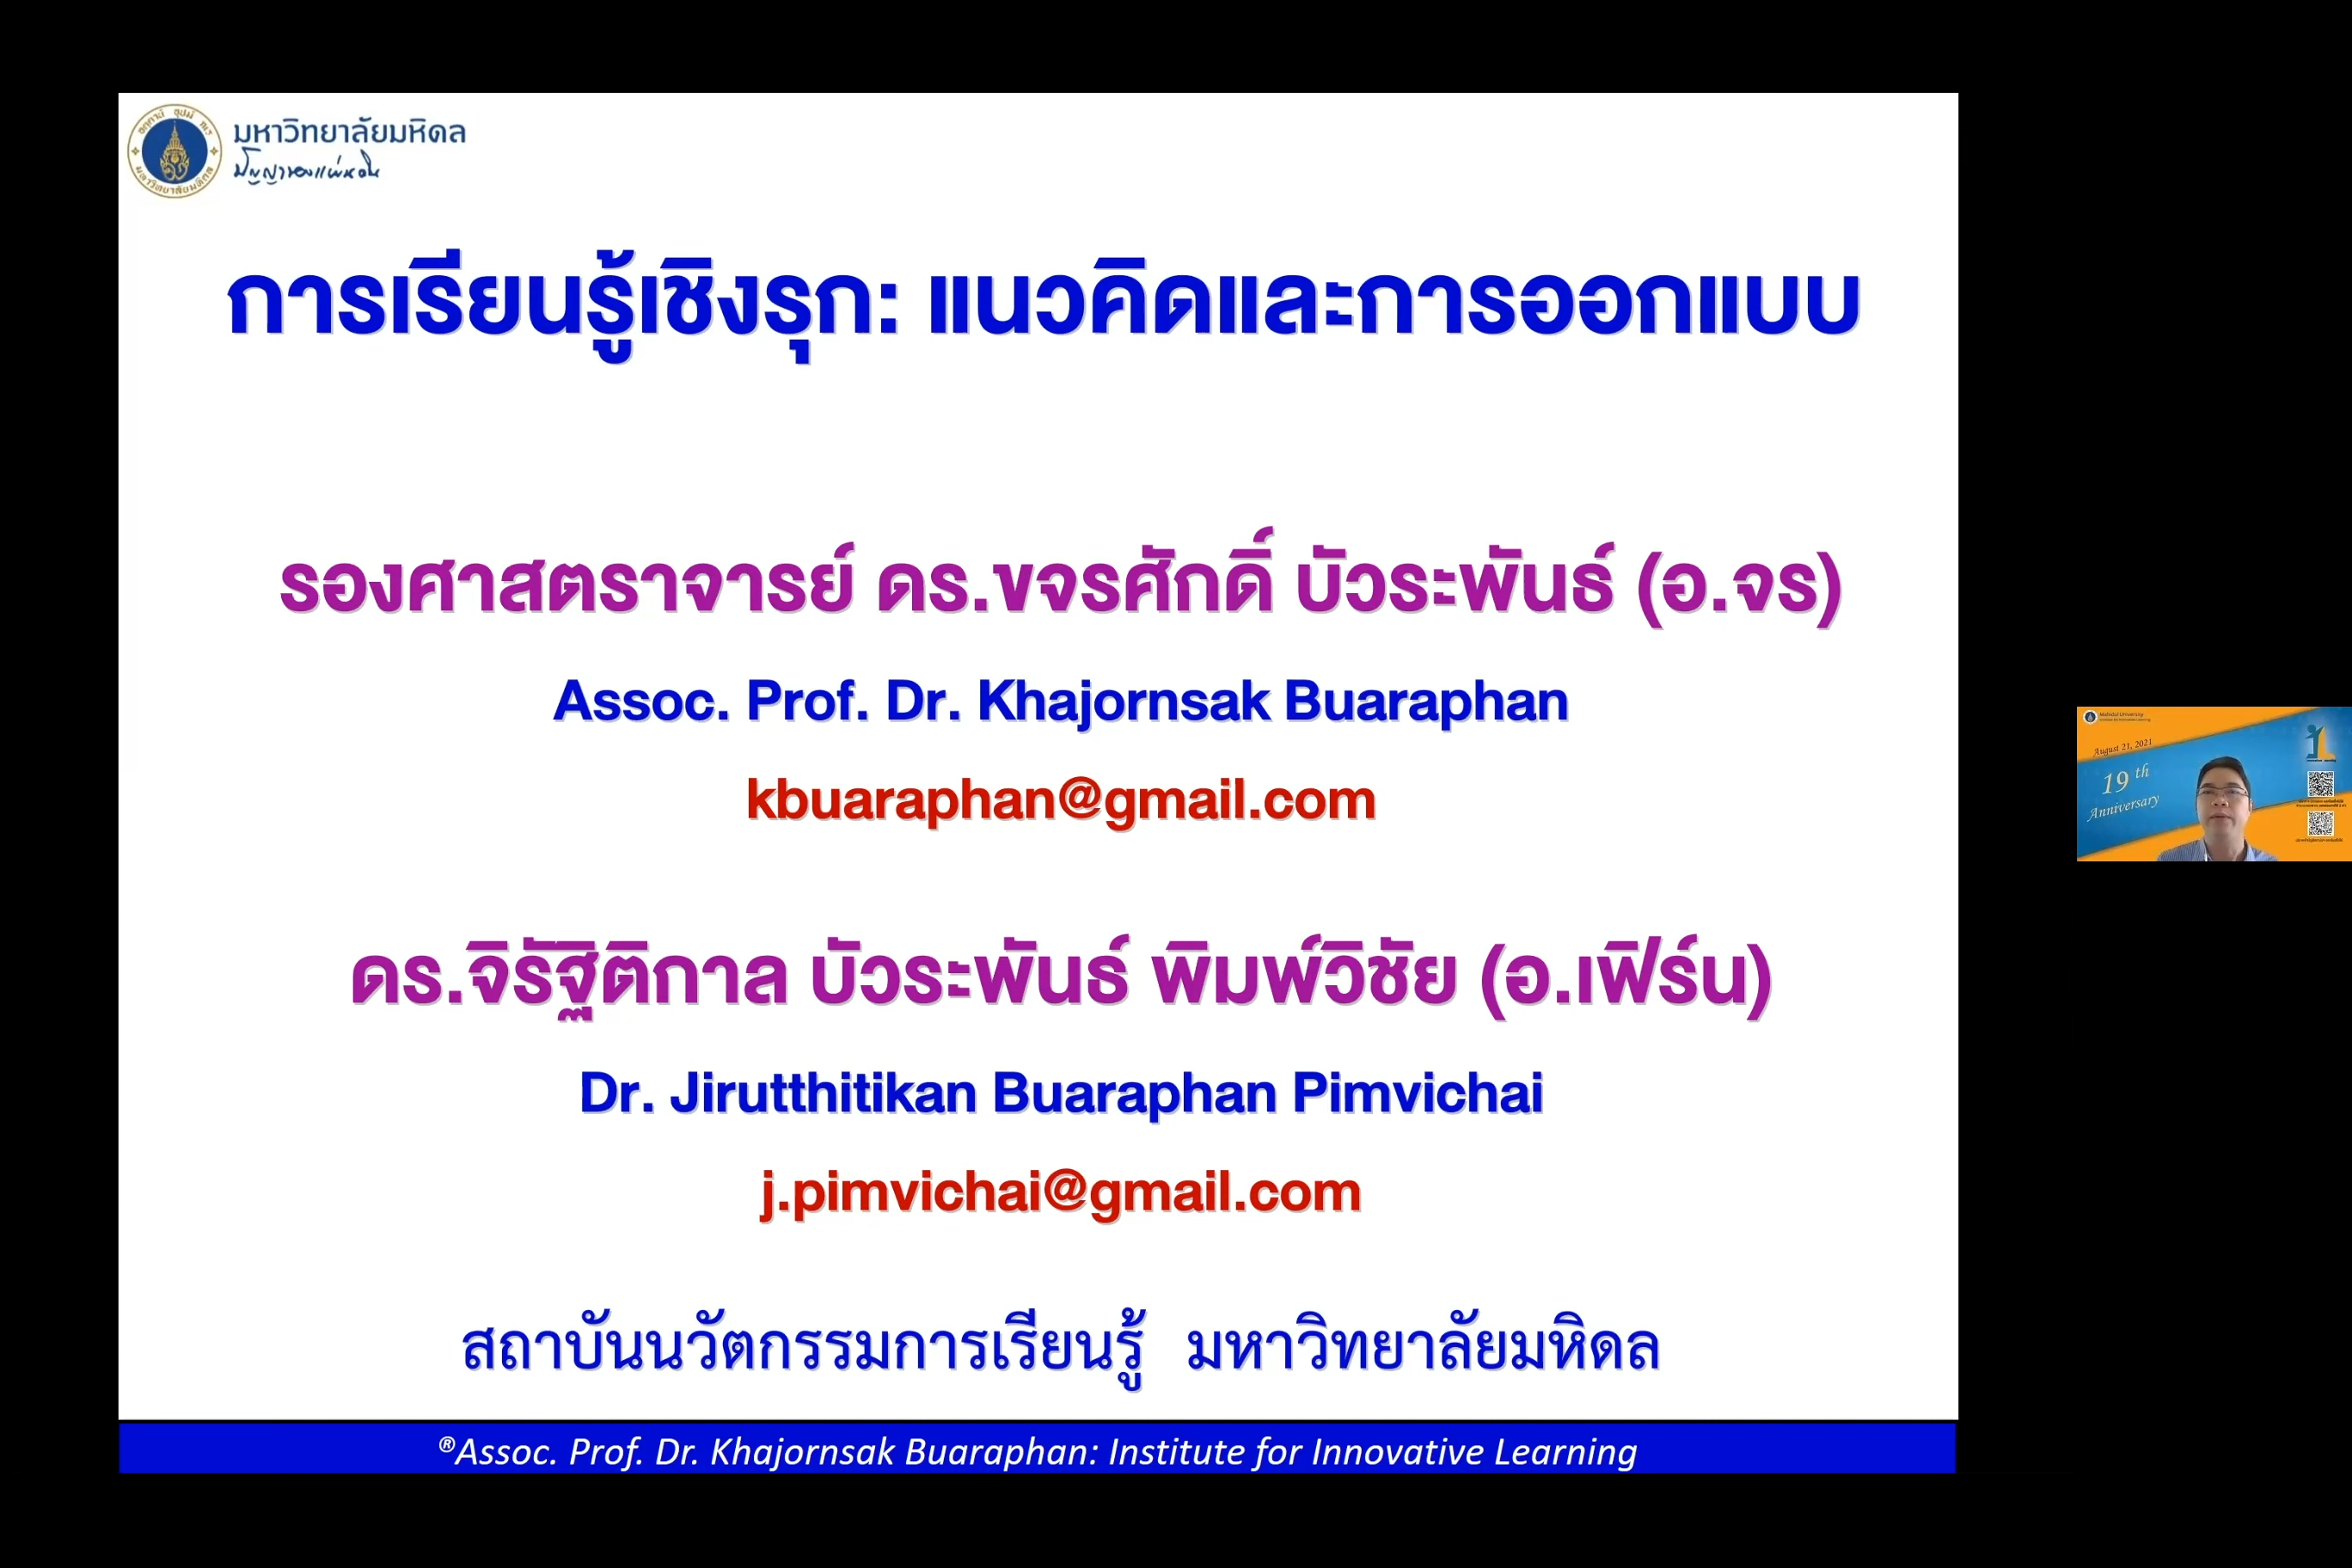 มหาวิทยาลัยมหิดล
ปัญญาของแผ่นดิน
การเรียนรู้เชิงรุก: แนวคิดและการออกแบบ
รองศาสตราจารย์ ดร.ขจรศักดิ์ บัวระพันธ์ (อ.จร)
Assoc. Prof. Dr. Khajornsak Buaraphan
kbuaraphan@gmail.com
ดร.จิรัฐิติกาล บัวระพันธ์ พิมพ์วิชัย (อ.เฟิร์น)
Dr. Jirutthitikan Buaraphan Pimvichai
j.pimvichai@gmail.com
สถาบันนวัตกรรมการเรียนรู้ มหาวิทยาลัยมหิดล
®Assoc. Prof. Dr. Khajornsak Buaraphan: Institute for Innovative Learning
Mahidol University
August 21, 2021
19 th
Anniversary